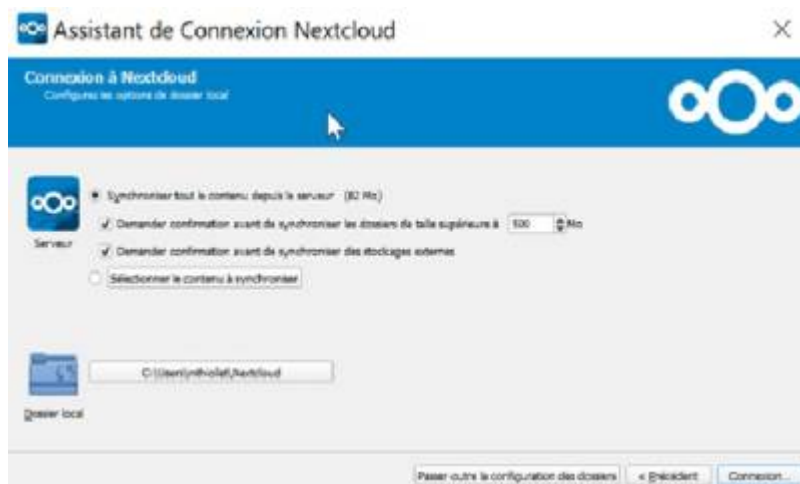 Assistant de Connexion Nextcloud
Connexion à Nextcloud
Configurez les options de dossier local
Synchroniser tout le contenu depuis le serveur (82 Mo)
Demander confirmation avant de synchroniser les dossiers de taille supérieure à 500 Mo
Serveur
Demander confirmation avant de synchroniser des stockages externes
Sélectionner le contenu à synchroniser
Dossier local
Passer outre la configuration des dossiers < Précédent Connexion...